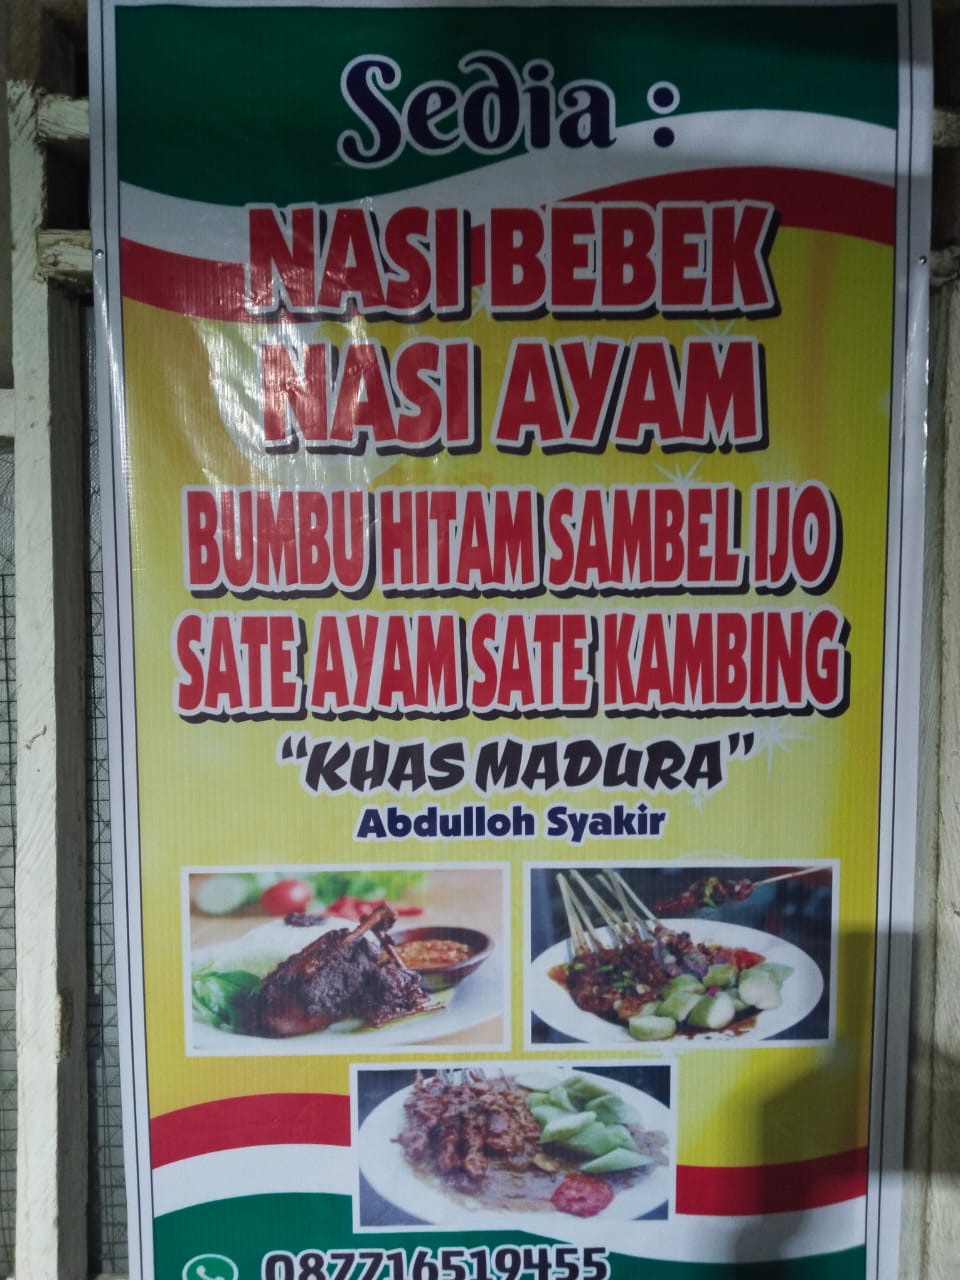 Sedia :
NASI BEBEK
NASI AYAM
BUMBU HITAM SAMBEL IJO
SATE AYAM SATE KAMBING
"KHAS MADURA"
Abdulloh Syakir
087716519455